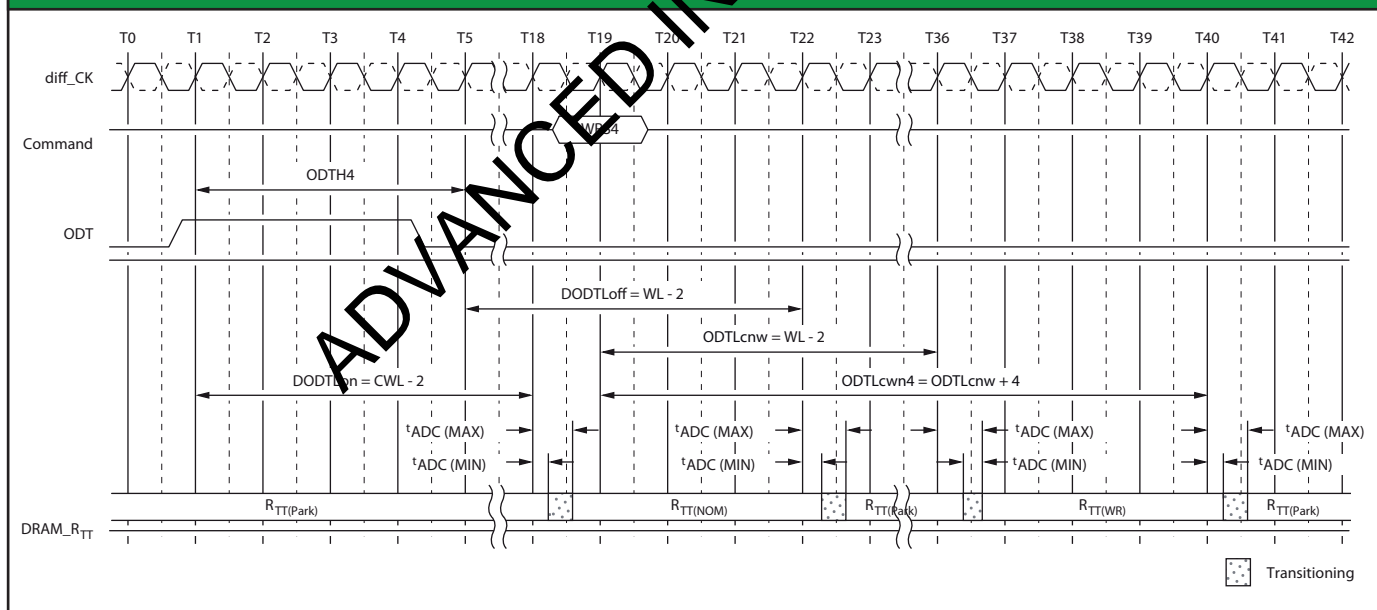 T0 T1 T2 T3 T4 T5 T18 T19 T20 T21 T22 T23 T36 T37 T38 T39 T40 T41 T42
diff_CK
Command
ODTH4
ODT
DODTLoff = WL - 2
ODTLcnw = WL - 2
DODTLon = CWL - 2
ODTLcwn4 = ODTLcnw + 4
tADC (MAX) tADC (MAX) tADC (MAX) tADC (MAX)
tADC (MIN) tADC (MIN) tADC (MIN) tADC (MIN)
RTT(Park) RTT(NOM) RTT(Park) RTT(WR) RTT(Park)
DRAM_RTT
Transitioning
ADVANCED